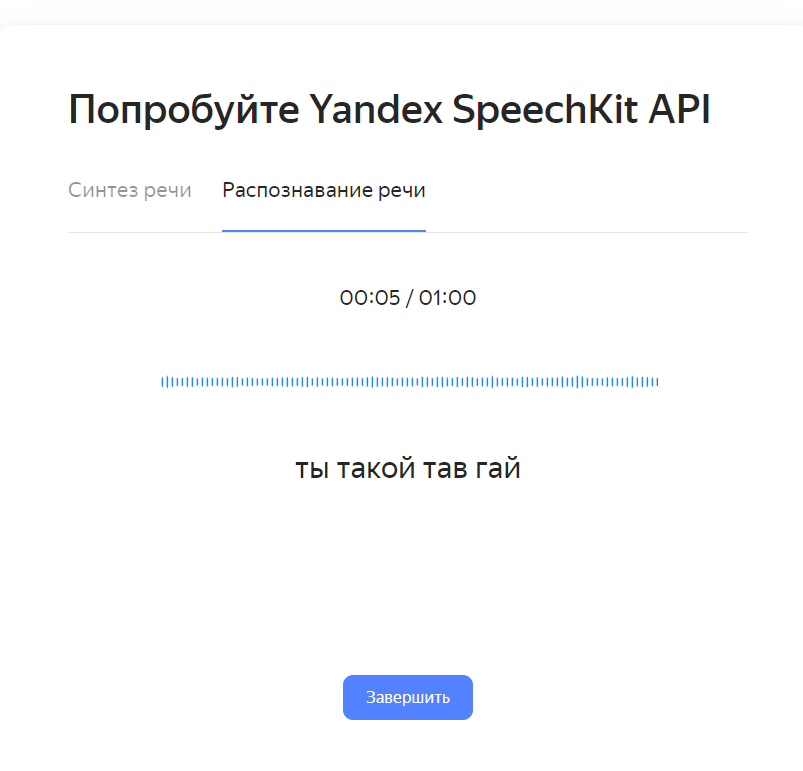 Попробуйте Yandex SpeechKit API
Синтез речи Распознавание речи
00:05 / 01:00
ты такой тав гай
Завершить